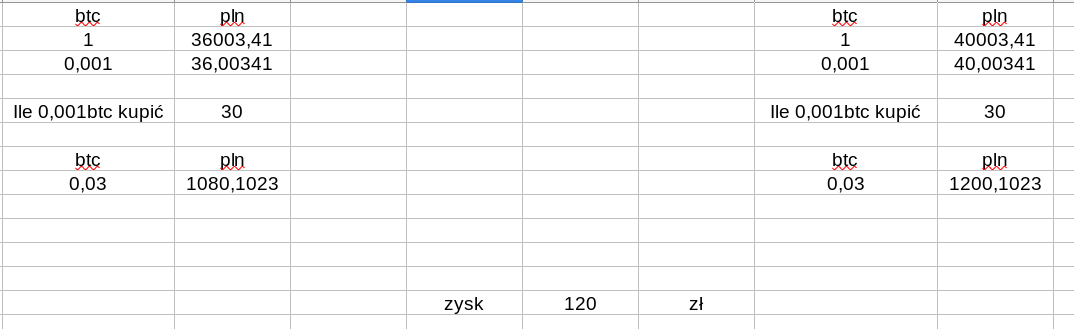 btc pln btc pln
1 36003,41 1 40003,41
0,001 36,00341 0,001 40,00341
Ile 0,001btc kupić 30 Ile 0,001btc kupić 30
btc pln btc pln
0,03 1080,1023 0,03 1200,1023
zysk 120 zł